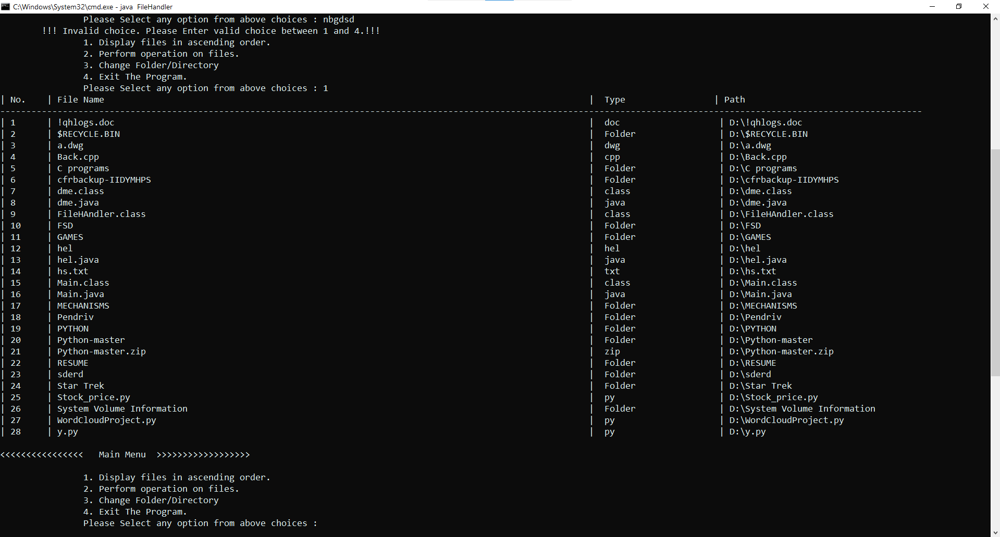 C:\Windows\System32\cmd.exe - java  FileHandler
Please Select any option from above choices : nbgdsd
!!! Invalid choice. Please Enter valid choice between 1 and 4.!!!
1. Display files in ascending order.
2. Perform operation on files.
3. Change Folder/Directory
4. Exit The Program.
Please Select any option from above choices : 1
| No. | File Name | Type | Path
---------------------------------------------------------------------------------------------------------------------------------------------------------------------------------
| 1 | !qhlogs.doc | doc | D:\!qhlogs.doc
| 2 | $RECYCLE.BIN | Folder | D:\$RECYCLE.BIN
| 3 | a.dwg | dwg | D:\a.dwg
| 4 | Back.cpp | cpp | D:\Back.cpp
| 5 | C programs | Folder | D:\C programs
| 6 | cfrbackup-IIDYMHPS | Folder | D:\cfrbackup-IIDYMHPS
| 7 | dme.class | class | D:\dme.class
| 8 | dme.java | java | D:\dme.java
| 9 | FileHAndler.class | class | D:\FileHAndler.class
| 10 | FSD | Folder | D:\FSD
| 11 | GAMES | Folder | D:\GAMES
| 12 | hel | hel | D:\hel
| 13 | hel.java | java | D:\hel.java
| 14 | hs.txt | txt | D:\hs.txt
| 15 | Main.class | class | D:\Main.class
| 16 | Main.java | java | D:\Main.java
| 17 | MECHANISMS | Folder | D:\MECHANISMS
| 18 | Pendriv | Folder | D:\Pendriv
| 19 | PYTHON | Folder | D:\PYTHON
| 20 | Python-master | Folder | D:\Python-master
| 21 | Python-master.zip | zip | D:\Python-master.zip
| 22 | RESUME | Folder | D:\RESUME
| 23 | sderd | Folder | D:\sderd
| 24 | Star Trek | Folder | D:\Star Trek
| 25 | Stock_price.py | py | D:\Stock_price.py
| 26 | System Volume Information | Folder | D:\System Volume Information
| 27 | WordCloudProject.py | py | D:\WordCloudProject.py
| 28 | y.py | py | D:\y.py
<<<<<<<<<<<<<<<<   Main Menu  >>>>>>>>>>>>>>>>>>
1. Display files in ascending order.
2. Perform operation on files.
3. Change Folder/Directory
4. Exit The Program.
Please Select any option from above choices :